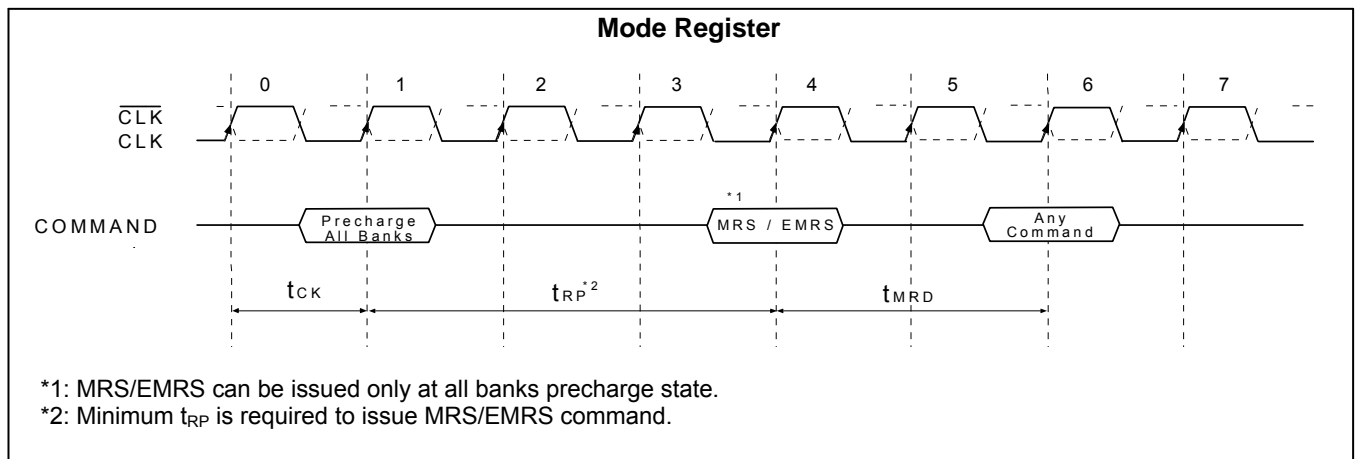 Mode Register
0 1 2 3 4 5 6 7
CLK
CLK
*1
COMMAND
Precharge
All Banks
MRS / EMRS
Any
Command
tCK
tRP*2
tMRD
*1: MRS/EMRS can be issued only at all banks precharge state.
*2: Minimum tRP is required to issue MRS/EMRS command.